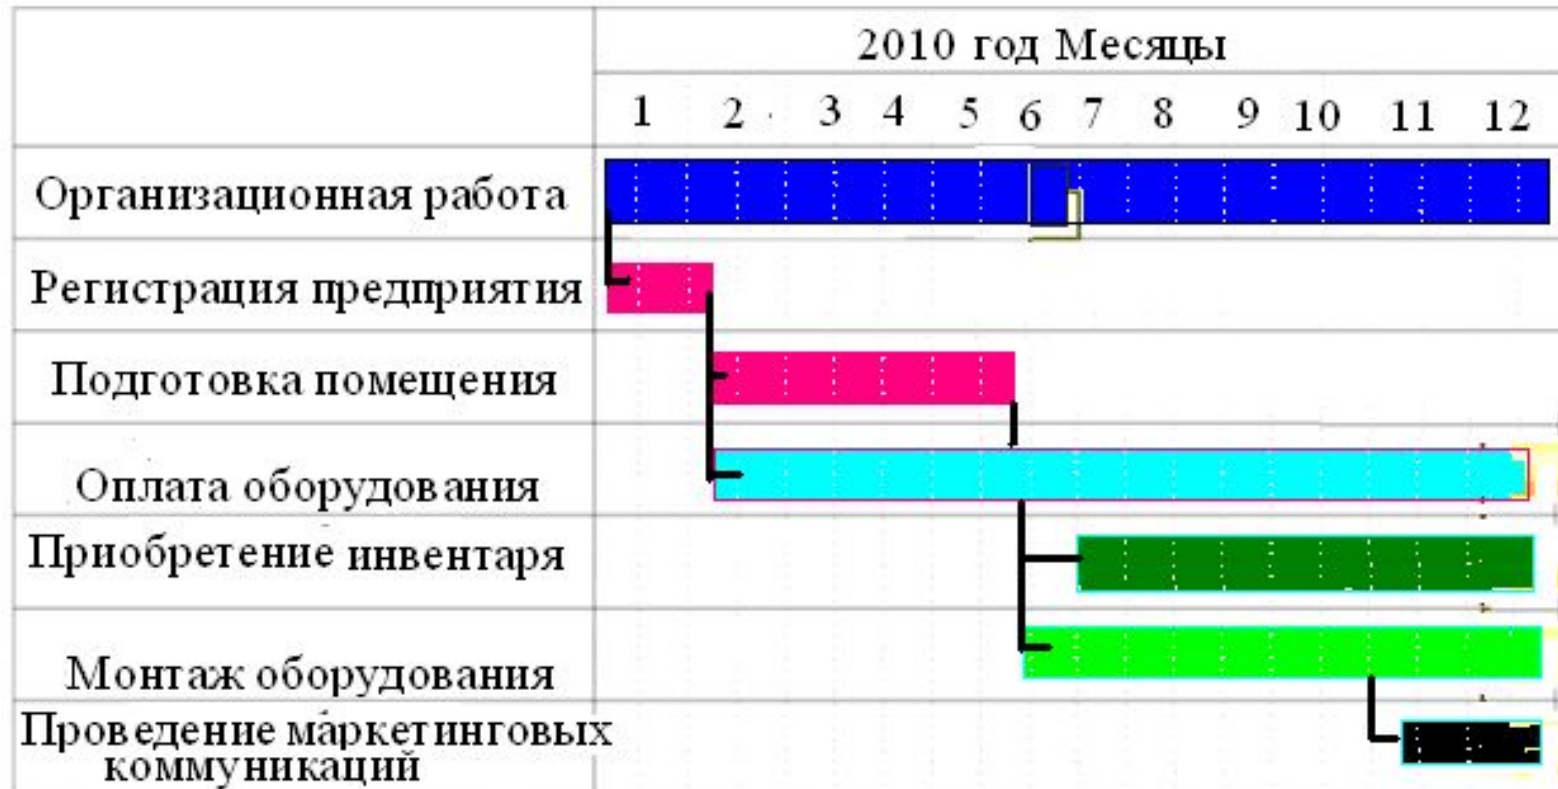 2010 год Месяцы
1 2 3 4 5 6 7 8 9 10 11 12
Организационная работа
Регистрация предприятия
Подготовка помещения
Оплата оборудования
Приобретение инвентаря
Монтаж оборудования
Проведение маркетинговых
коммуникаций